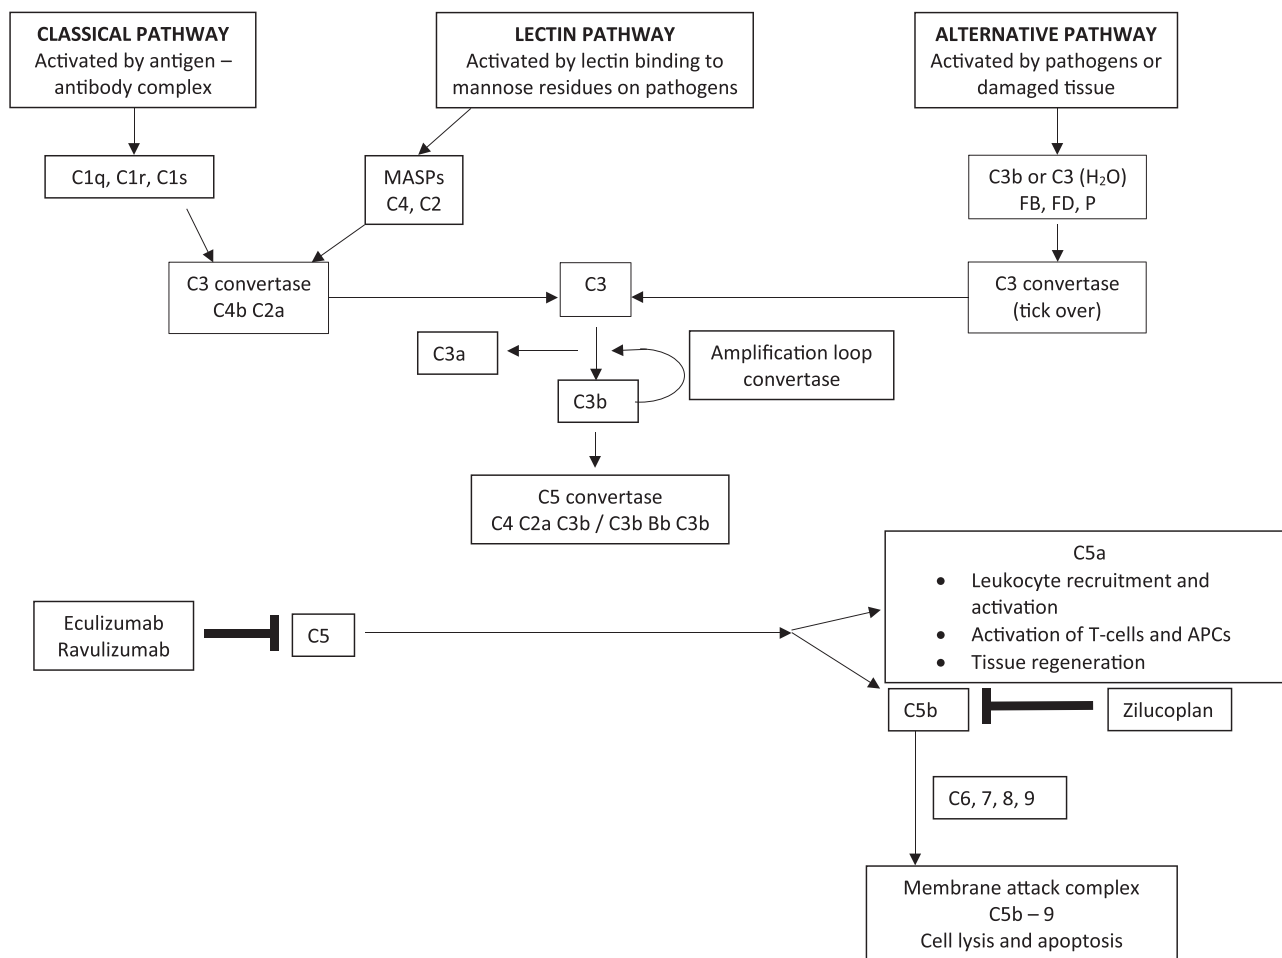 CLASSICAL PATHWAY
Activated by antigen –
antibody complex
LECTIN PATHWAY
Activated by lectin binding to
mannose residues on pathogens
ALTERNATIVE PATHWAY
Activated by pathogens or
damaged tissue
C1q, C1r, C1s
MASPs
C4, C2
C3b or C3 (H₂O)
FB, FD, P
C3 convertase
C4b C2a
C3
C3 convertase
(tick over)
C3a
Amplification loop
convertase
C3b
C5 convertase
C4 C2a C3b / C3b Bb C3b
Eculizumab
Ravulizumab
C5
C5a
• Leukocyte recruitment and
activation
• Activation of T-cells and APCs
• Tissue regeneration
C5b
Zilucoplan
C6, 7, 8, 9
Membrane attack complex
C5b – 9
Cell lysis and apoptosis